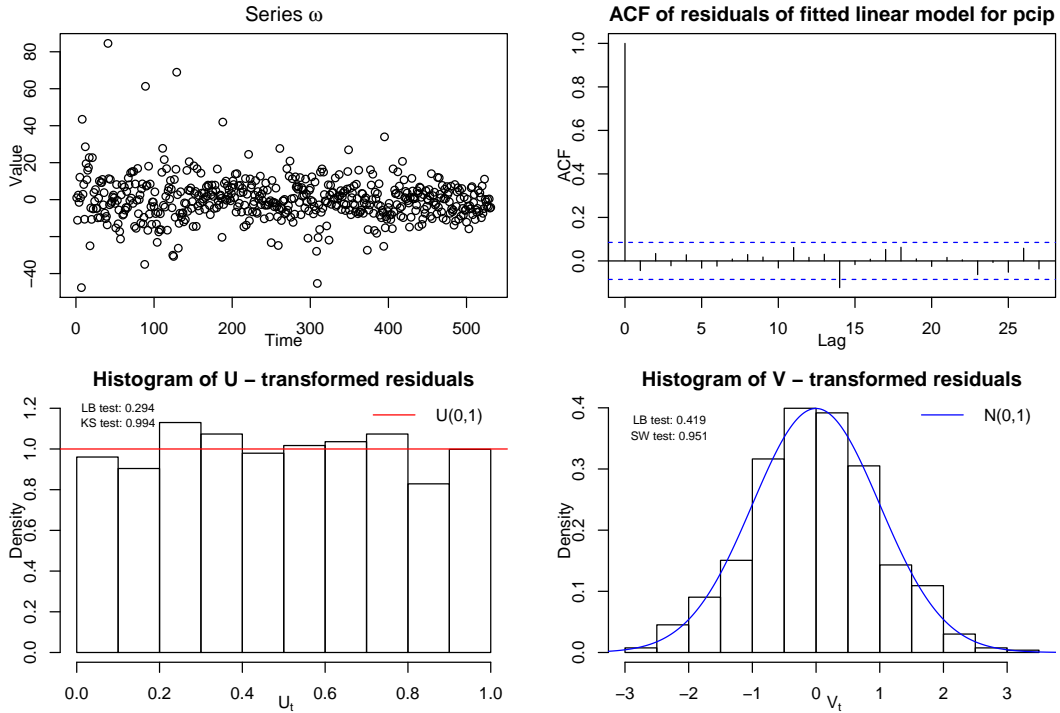 Series ω
Value
80
60
40
20
0
−40
0 100 200 300 400 500
Time
ACF of residuals of fitted linear model for pcip
ACF
1.0
0.8
0.6
0.4
0.2
0.0
0 5 10 15 20 25
Lag
Histogram of U − transformed residuals
LB test: 0.294
KS test: 0.994
U(0,1)
Density
1.2
1.0
0.8
0.6
0.4
0.2
0.0
0.0 0.2 0.4 0.6 0.8 1.0
Ut
Histogram of V − transformed residuals
LB test: 0.419
SW test: 0.951
N(0,1)
Density
0.4
0.3
0.2
0.1
0.0
−3 −2 −1 0 1 2 3
Vt